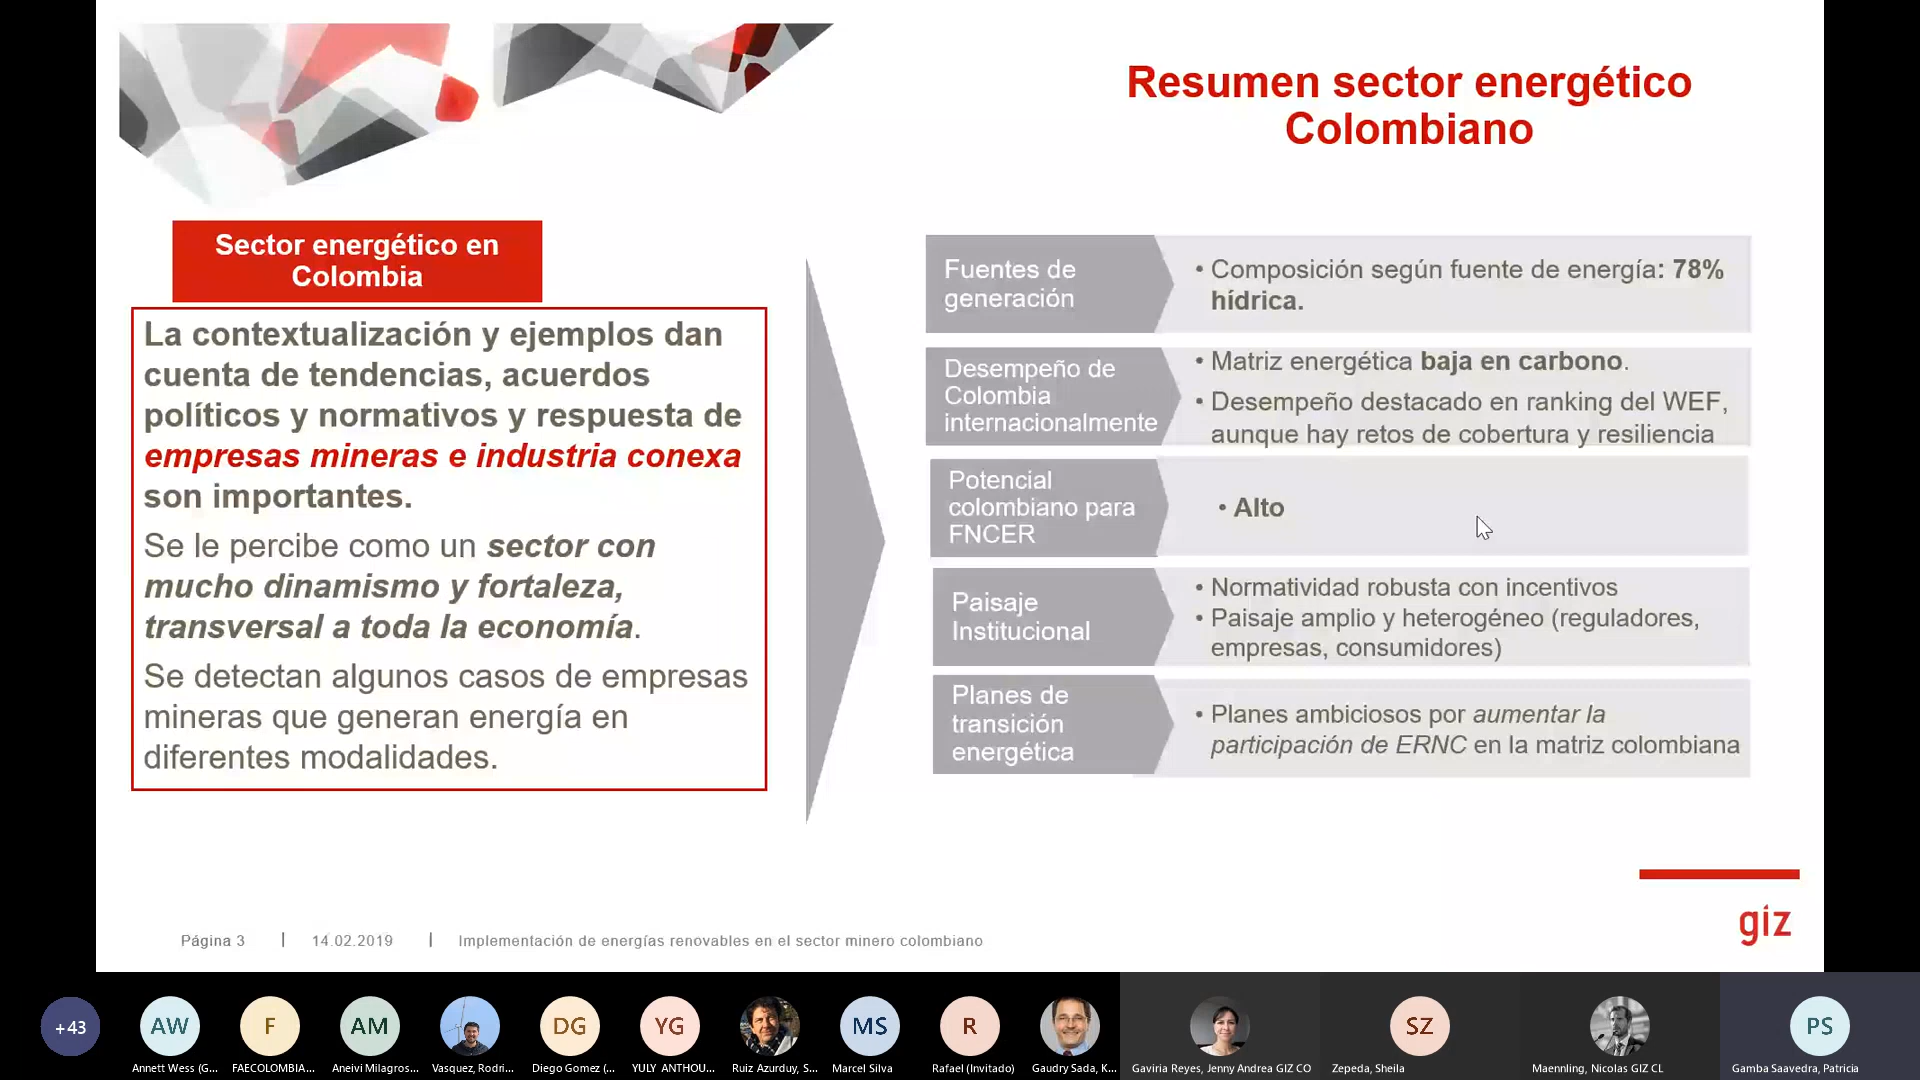 Resumen sector energético
Colombiano
Sector energético en
Colombia
La contextualización y ejemplos dan
cuenta de tendencias, acuerdos
políticos y normativos y respuesta de
empresas mineras e industria conexa
son importantes.
Se le percibe como un sector con
mucho dinamismo y fortaleza,
transversal a toda la economía.
Se detectan algunos casos de empresas
mineras que generan energía en
diferentes modalidades.
Fuentes de
generación
• Composición según fuente de energía: 78%
hídrica.
Desempeño de
Colombia
internacionalmente
• Matriz energética baja en carbono.
• Desempeño destacado en ranking del WEF,
aunque hay retos de cobertura y resiliencia
Potencial
colombiano para
FNCER
• Alto
Paisaje
Institucional
• Normatividad robusta con incentivos
• Paisaje amplio y heterogéneo (reguladores,
empresas, consumidores)
Planes de
transición
energética
• Planes ambiciosos por aumentar la
participación de ERNC en la matriz colombiana
giz
Página 3 | 14.02.2019 | Implementación de energías renovables en el sector minero colombiano
+43 AW F AM DG YG MS R SZ PS
Annett Wess (G... FAECOLOMBIA... Aneivi Milagros... Vasquez, Rodri... Diego Gomez (... YULY ANTHOU... Ruiz Azurduy, S... Marcel Silva Rafael (Invitado) Gaudry Sada, K... Gaviria Reyes, Jenny Andrea GIZ CO Zepeda, Sheila Maennling, Nicolas GIZ CL Gamba Saavedra, Patricia